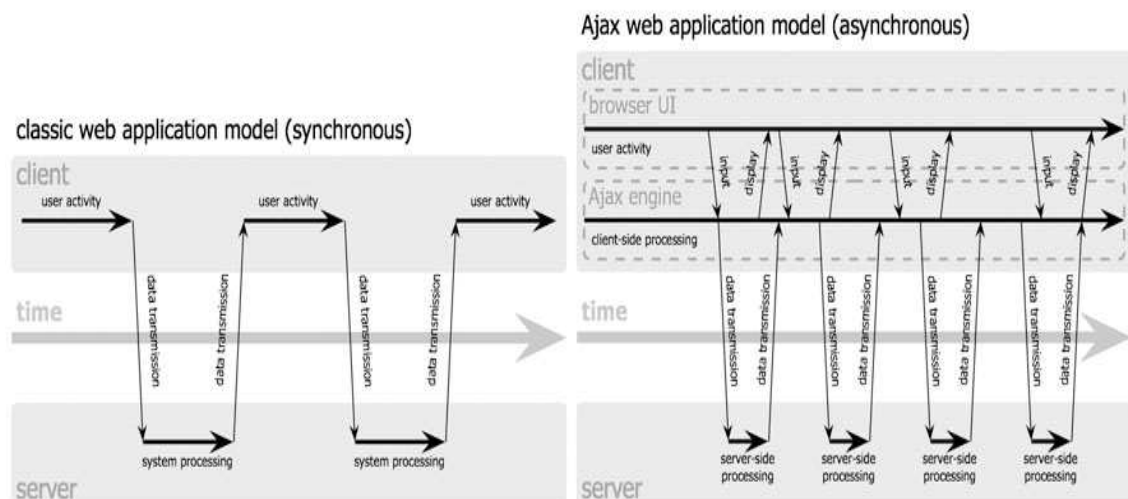 classic web application model (synchronous)
client
user activity
user activity
user activity
data transmission
data transmission
data transmission
data transmission
time
system processing
system processing
server
Ajax web application model (asynchronous)
client
browser UI
user activity
input
display
input
display
input
display
input
display
Ajax engine
client-side processing
data transmission
data transmission
data transmission
data transmission
data transmission
data transmission
data transmission
data transmission
time
server-side
processing
server-side
processing
server-side
processing
server-side
processing
server